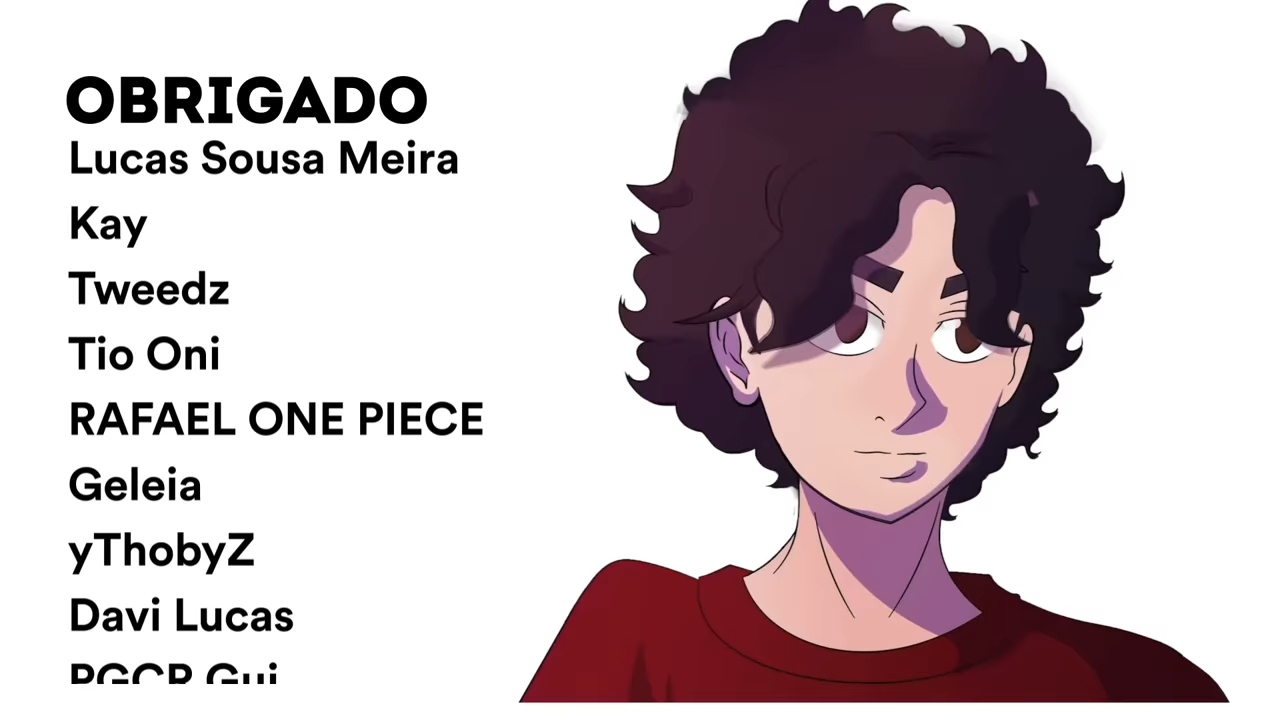 OBRIGADO
Lucas Sousa Meira
Kay
Tweedz
Tio Oni
RAFAEL ONE PIECE
Geleia
yThobyZ
Davi Lucas